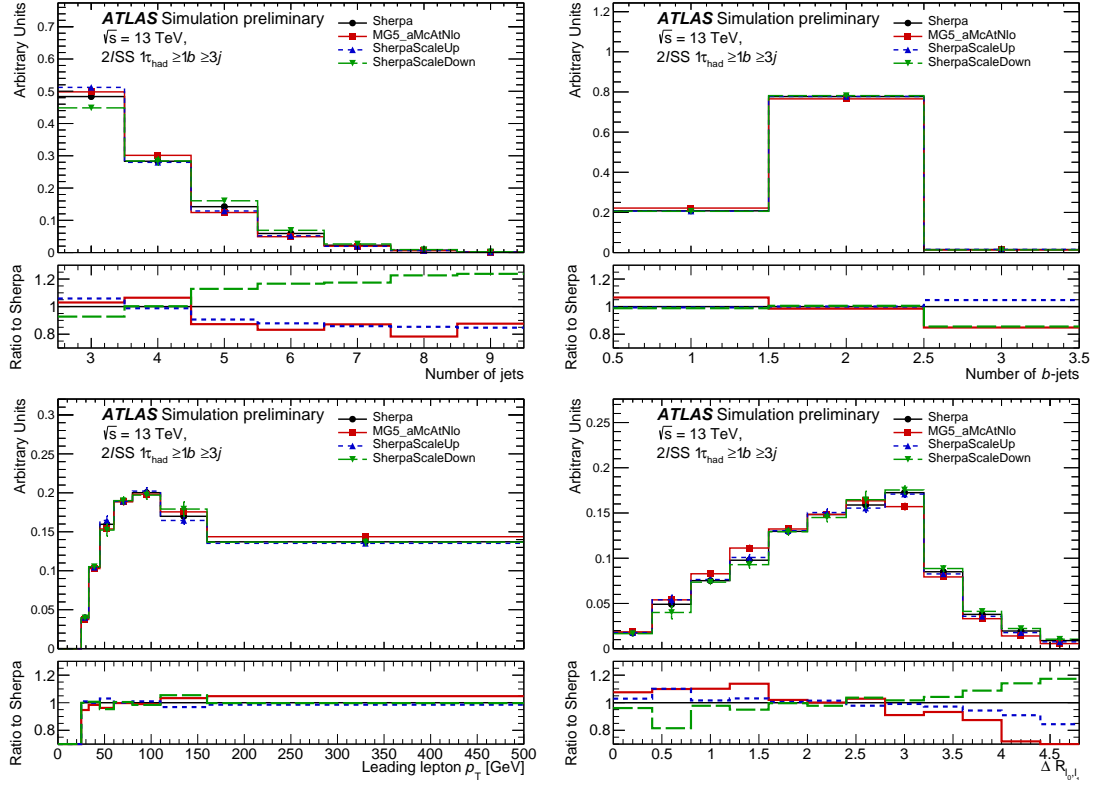 ATLAS Simulation preliminary
√s = 13 TeV,
2lSS 1τhad ≥1b ≥3j
Sherpa
MG5_aMcAtNlo
SherpaScaleUp
SherpaScaleDown
Arbitrary Units
0.7
0.6
0.5
0.4
0.3
0.2
0.1
0
Ratio to Sherpa
1.2
1
0.8
3 4 5 6 7 8 9
Number of jets
ATLAS Simulation preliminary
√s = 13 TeV,
2lSS 1τhad ≥1b ≥3j
Sherpa
MG5_aMcAtNlo
SherpaScaleUp
SherpaScaleDown
Arbitrary Units
1.2
1
0.8
0.6
0.4
0.2
0
Ratio to Sherpa
1.2
1
0.8
0.5 1 1.5 2 2.5 3 3.5
Number of b-jets
ATLAS Simulation preliminary
√s = 13 TeV,
2lSS 1τhad ≥1b ≥3j
Sherpa
MG5_aMcAtNlo
SherpaScaleUp
SherpaScaleDown
Arbitrary Units
0.3
0.25
0.2
0.15
0.1
0.05
0
Ratio to Sherpa
1.2
1
0.8
0 50 100 150 200 250 300 350 400 450 500
Leading lepton pT [GeV]
ATLAS Simulation preliminary
√s = 13 TeV,
2lSS 1τhad ≥1b ≥3j
Sherpa
MG5_aMcAtNlo
SherpaScaleUp
SherpaScaleDown
Arbitrary Units
0.25
0.2
0.15
0.1
0.05
0
Ratio to Sherpa
1.2
1
0.8
0 0.5 1 1.5 2 2.5 3 3.5 4 4.5
Δ R